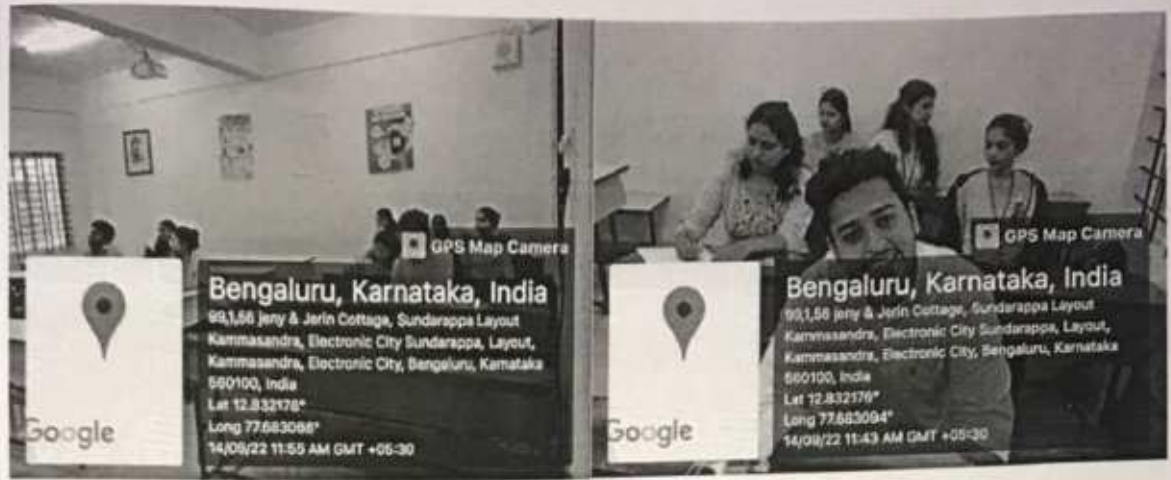 GPS Map Camera
Bengaluru, Karnataka, India
99,1,56 jeny & Jerin Cottage, Sundarappa Layout
Kammasandra, Electronic City Sundarappa, Layout,
Kammasandra, Electronic City, Bengaluru, Karnataka
560100, India
Lat 12.832178°
Long 77.683088°
14/09/22 11:55 AM GMT +05:30
Google
GPS Map Camera
Bengaluru, Karnataka, India
99,1,56 jeny & Jerin Cottage, Sundarappa Layout
Kammasandra, Electronic City Sundarappa, Layout,
Kammasandra, Electronic City, Bengaluru, Karnataka
560100, India
Lat 12.832176°
Long 77.683094°
14/09/22 11:43 AM GMT +05:30
Google